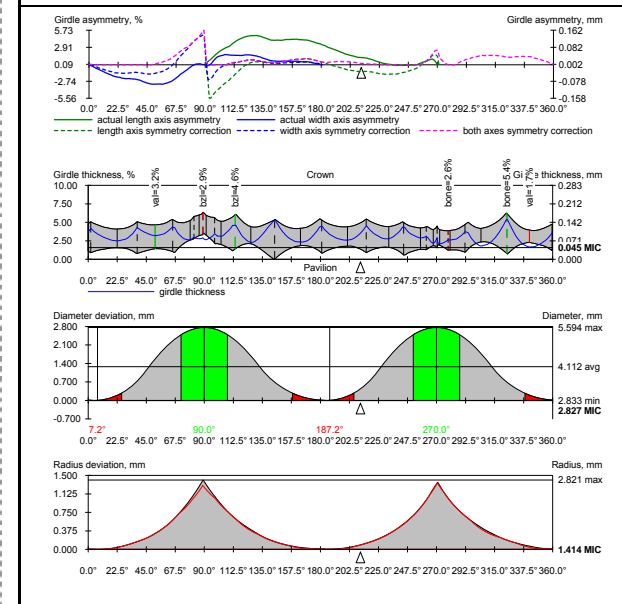 Girdle asymmetry, % Girdle asymmetry, mm
5.73 0.162
2.91 0.082
0.09 0.002
-2.74 -0.078
-5.56 -0.158
0.0° 22.5° 45.0° 67.5° 90.0° 112.5° 135.0° 157.5° 180.0° 202.5° 225.0° 247.5° 270.0° 292.5° 315.0° 337.5° 360.0°
actual length axis asymmetry actual width axis asymmetry
length axis symmetry correction width axis symmetry correction both axes symmetry correction
Girdle thickness, % Crown Gi e thickness, mm
val=3.2% bzl=2.9% bzl=4.6% bone=2.6% bone=5.4% val=1.7%
10.00 0.283
7.50 0.212
5.00 0.142
2.50 0.071
0.045 MIC
0.00 0.000
Pavilion
0.0° 22.5° 45.0° 67.5° 90.0° 112.5° 135.0° 157.5° 180.0° 202.5° 225.0° 247.5° 270.0° 292.5° 315.0° 337.5° 360.0°
girdle thickness
Diameter deviation, mm Diameter, mm
2.800 5.594 max
2.100
1.400 4.112 avg
0.700
0.000 2.833 min
2.827 MIC
-0.700
7.2° 90.0° 187.2° 270.0°
0.0° 22.5° 45.0° 67.5° 90.0° 112.5° 135.0° 157.5° 180.0° 202.5° 225.0° 247.5° 270.0° 292.5° 315.0° 337.5° 360.0°
Radius deviation, mm Radius, mm
1.500 2.821 max
1.125
0.750
0.375
0.000 1.414 MIC
0.0° 22.5° 45.0° 67.5° 90.0° 112.5° 135.0° 157.5° 180.0° 202.5° 225.0° 247.5° 270.0° 292.5° 315.0° 337.5° 360.0°